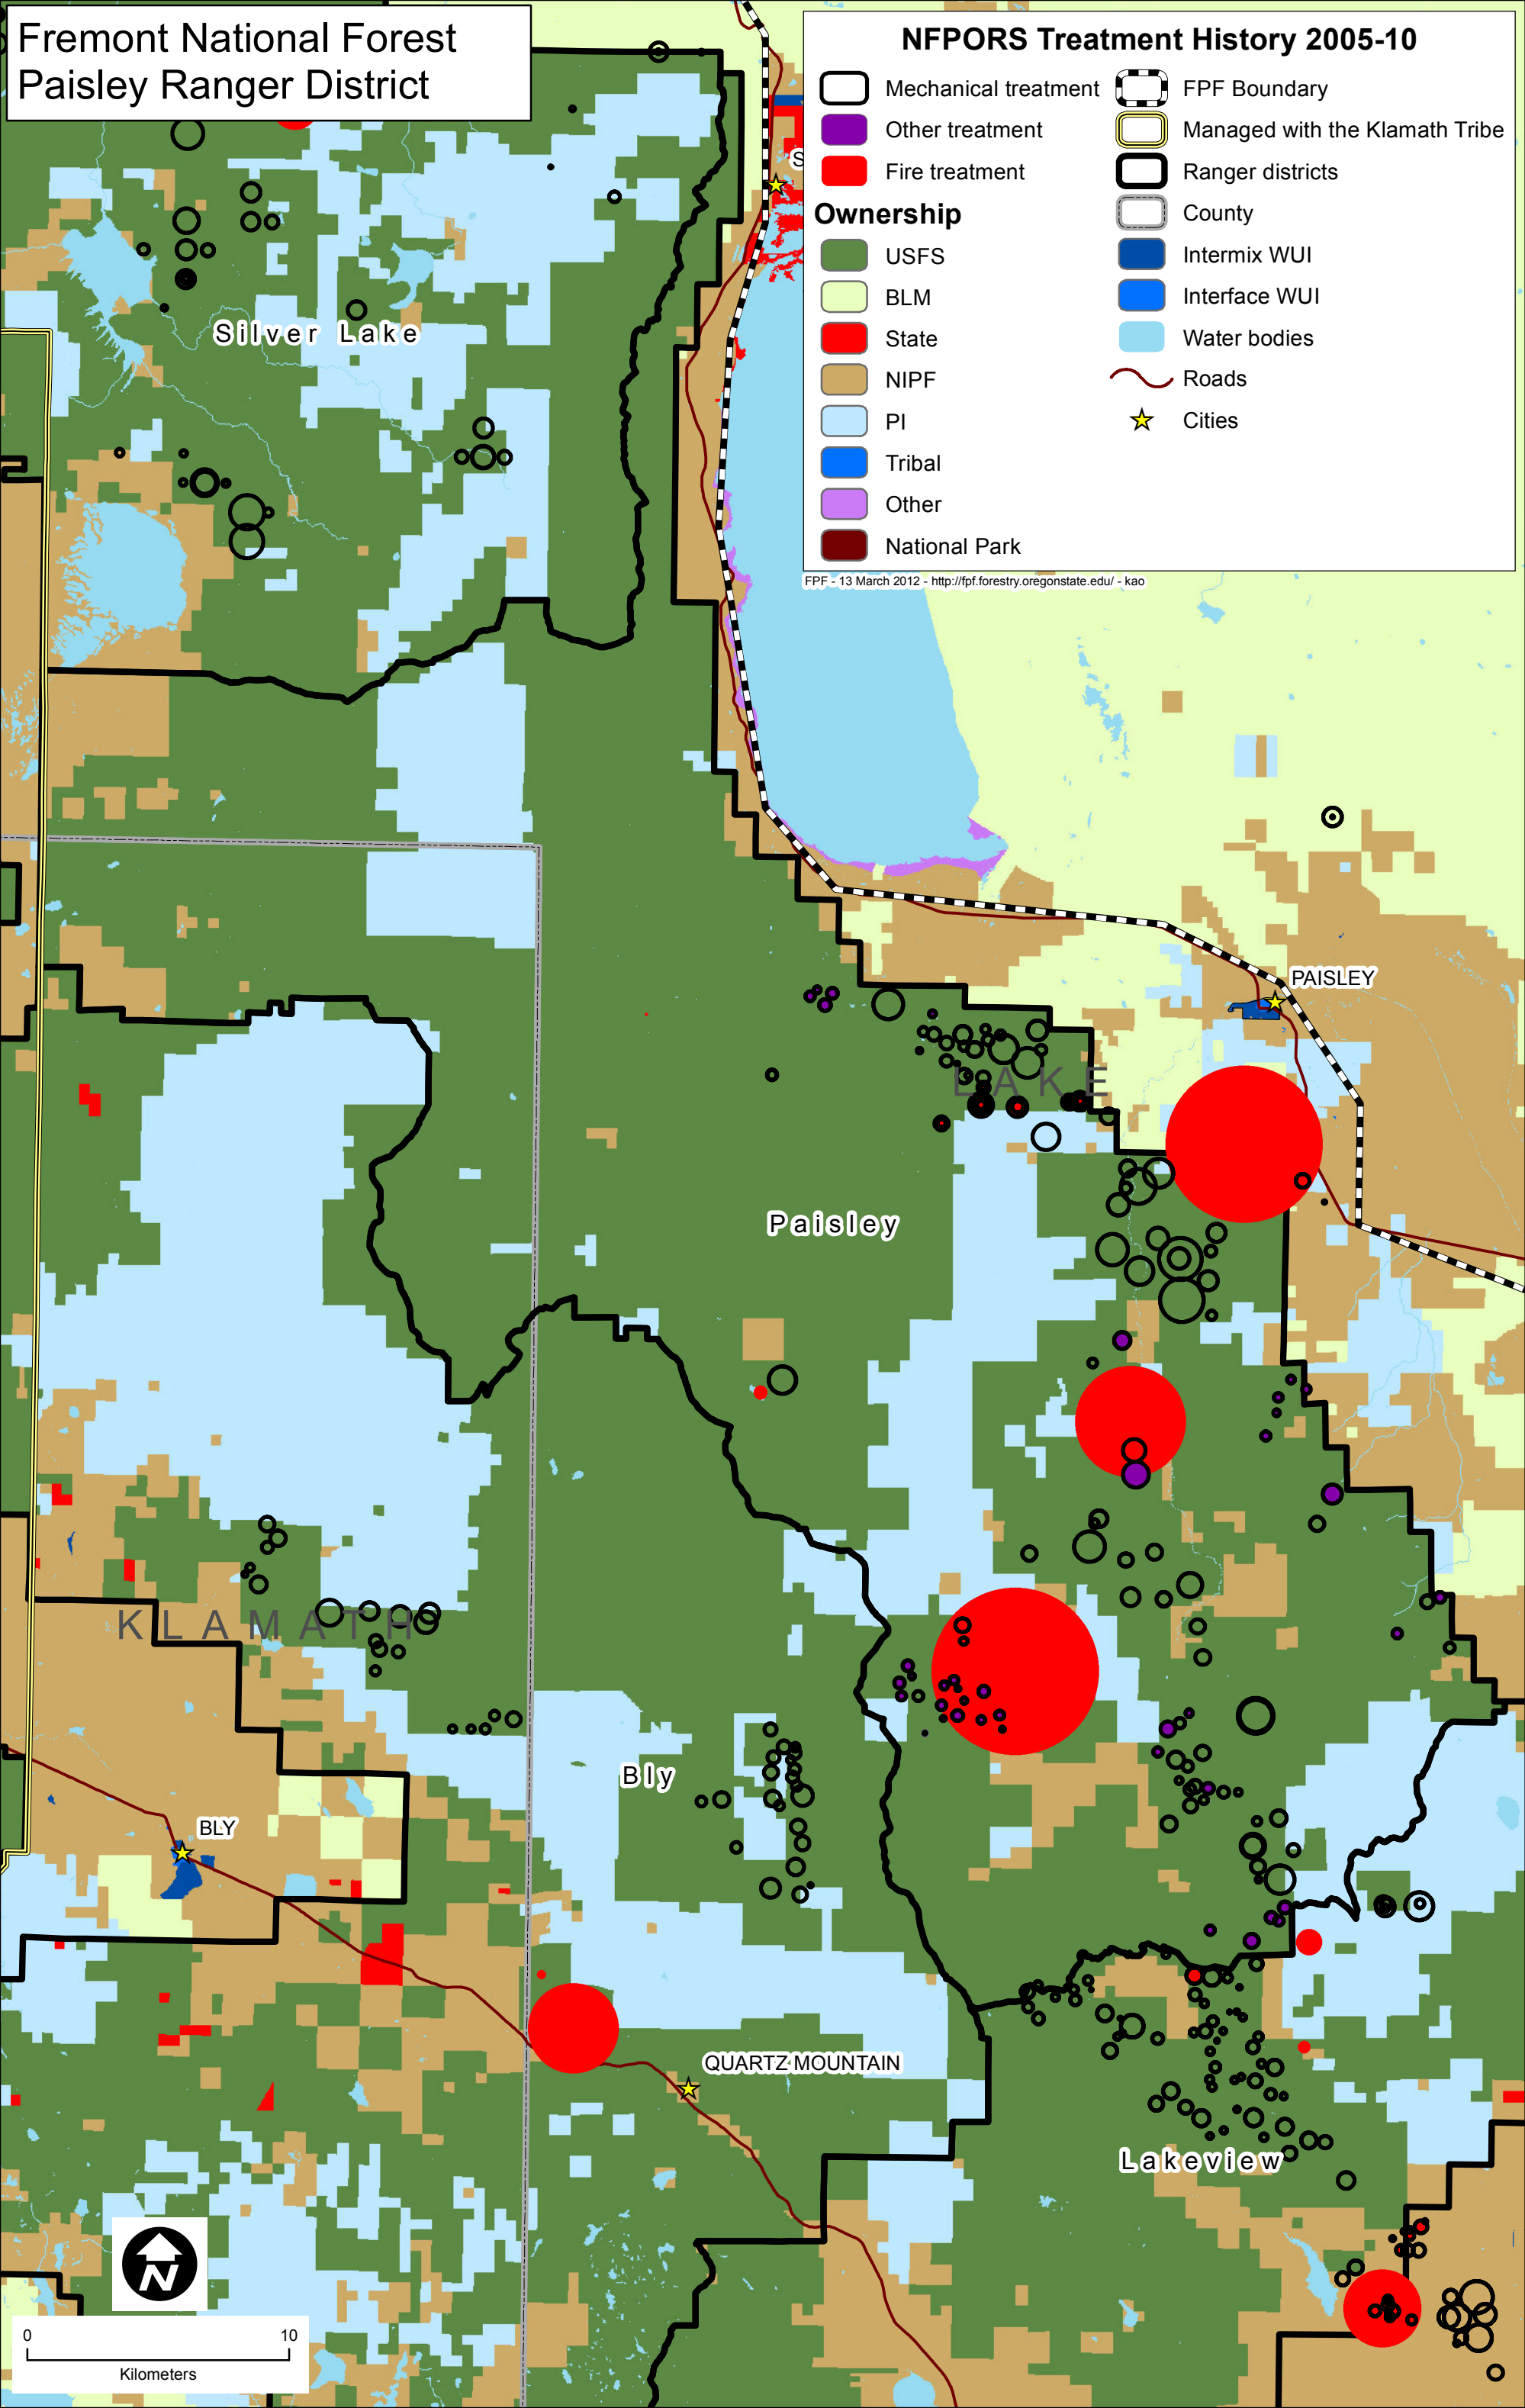 Fremont National Forest
Paisley Ranger District
NFPORS Treatment History 2005-10
Mechanical treatment
Other treatment
Fire treatment
Ownership
USFS
BLM
State
NIPF
PI
Tribal
Other
National Park
FPF Boundary
Managed with the Klamath Tribe
Ranger districts
County
Intermix WUI
Interface WUI
Water bodies
Roads
Cities
FPF - 13 March 2012 - http://fpf.forestry.oregonstate.edu/ - kao
S
Silver Lake
PAISLEY
LAKE
Paisley
KLAMATH
Bly
BLY
QUARTZ MOUNTAIN
Lakeview
N
0 10
Kilometers